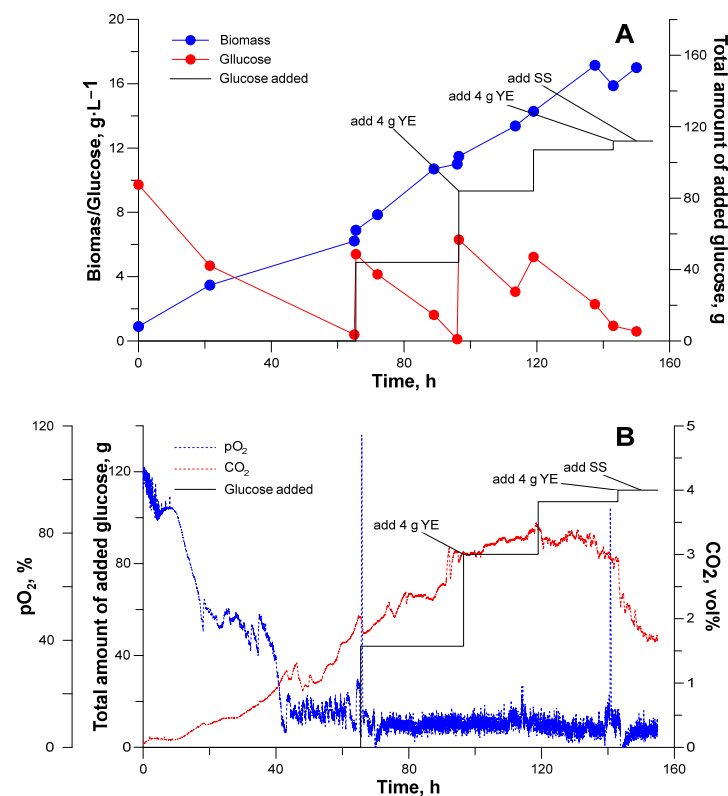 A
Biomass
Gllucose
Glucose added
add SS
add 4 g YE
add 4 g YE
Biomas/Glucose, g·L−1
20
16
12
8
4
0
Total amount of added glucose, g
160
120
80
40
0
0
40
80
120
160
Time, h
B
pO2
CO2
Glucose added
add SS
add 4 g YE
add 4 g YE
pO2, %
120
80
40
0
Total amount of added glucose, g
120
80
40
0
CO2, vol%
5
4
3
2
1
0
0
40
80
120
160
Time, h